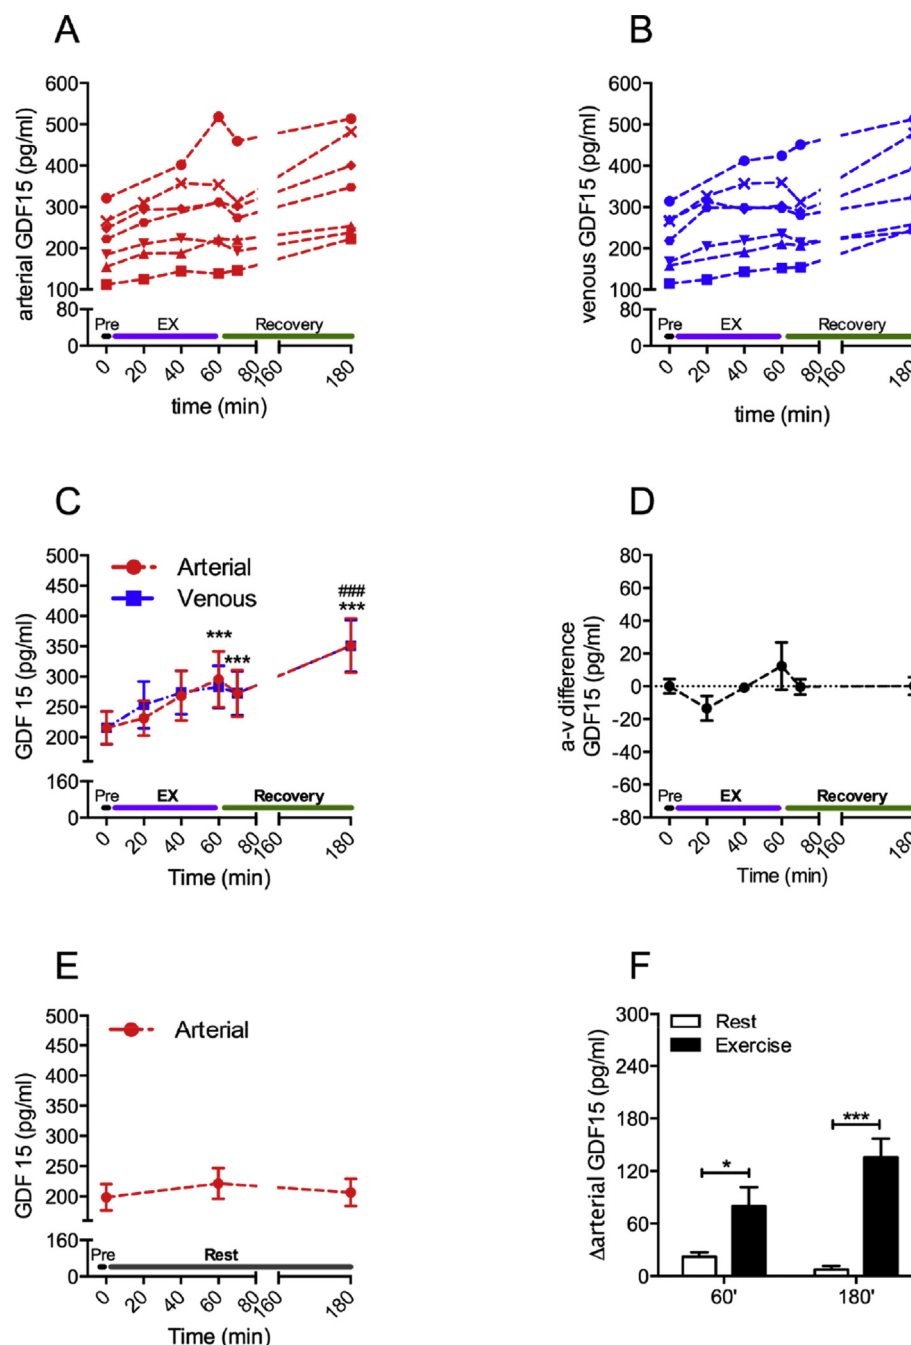 A
arterial GDF15 (pg/ml)
600
500
400
300
200
100
80
0
Pre
EX
Recovery
0
20
40
60
80
160
180
time (min)
B
venous GDF15 (pg/ml)
600
500
400
300
200
100
80
0
Pre
EX
Recovery
0
20
40
60
80
160
180
time (min)
C
GDF 15 (pg/ml)
500
450
400
350
300
250
200
160
0
Arterial
Venous
***
***
###
***
Pre
EX
Recovery
0
20
40
60
80
160
180
Time (min)
D
a-v difference
GDF15 (pg/ml)
80
60
40
20
0
-20
-40
-60
-80
Pre
EX
Recovery
0
20
40
60
80
160
180
Time (min)
E
GDF 15 (pg/ml)
500
450
400
350
300
250
200
160
0
Arterial
Pre
Rest
0
20
40
60
80
160
180
Time (min)
F
Δarterial GDF15 (pg/ml)
300
240
180
120
60
0
Rest
Exercise
*
***
60'
180'